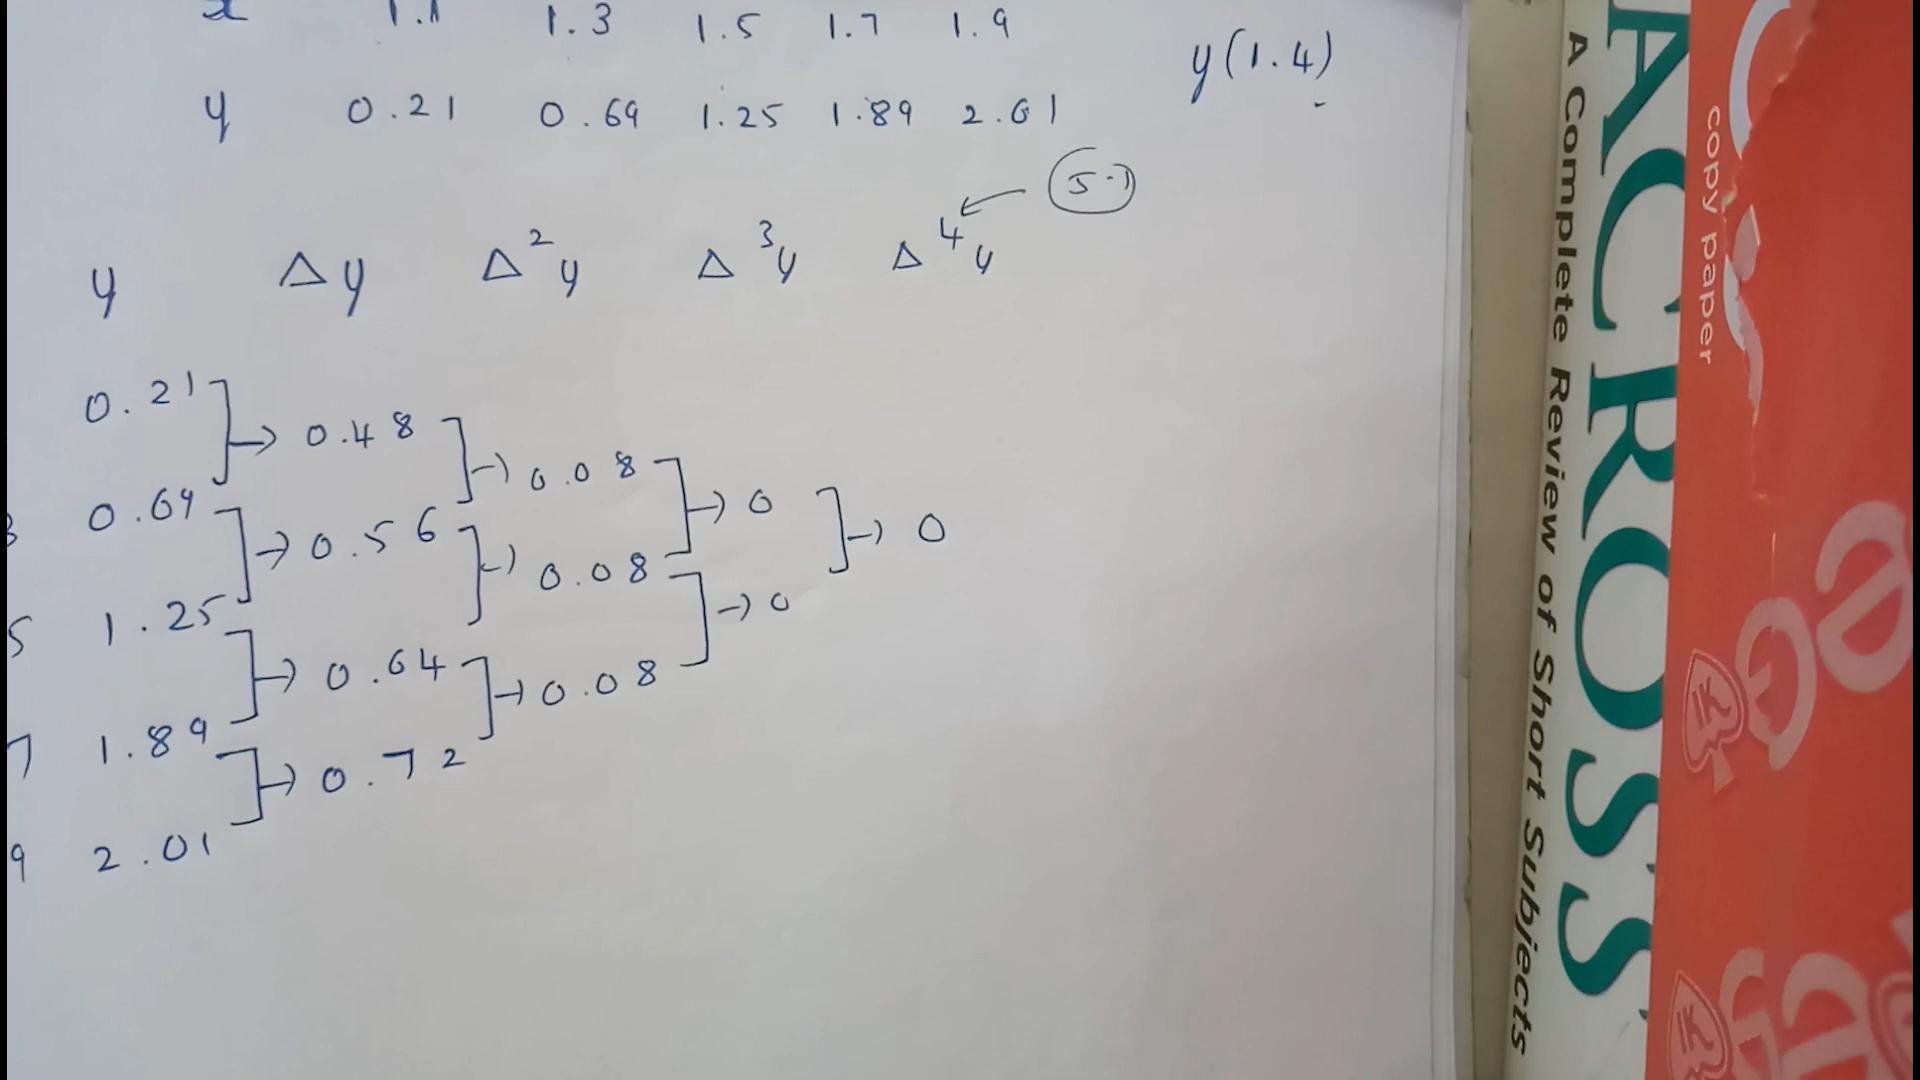 x 1.1 1.3 1.5 1.7 1.9
y(1.4)
y 0.21 0.69 1.25 1.89 2.61
5-1
y Δy Δ²y Δ³y Δ⁴y
0.21
0.48
0.08
0.69
0
0.56
0
0.08
1.25
0
0.64
0.08
7 1.89
0.72
9 2.01
ACROSS
A Complete Review of Short Subjects
copy paper